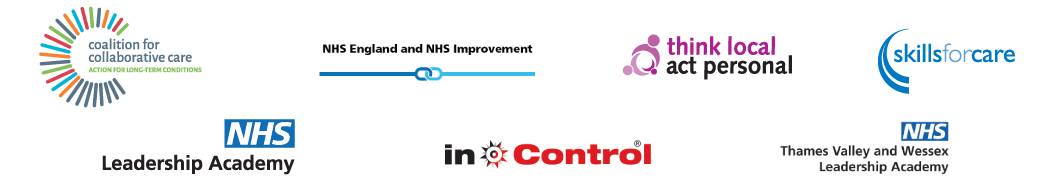 coalition for
collaborative care
ACTION FOR LONG-TERM CONDITIONS
NHS England and NHS Improvement
think local
act personal
skillsforcare
NHS
Leadership Academy
in Control®
NHS
Thames Valley and Wessex
Leadership Academy